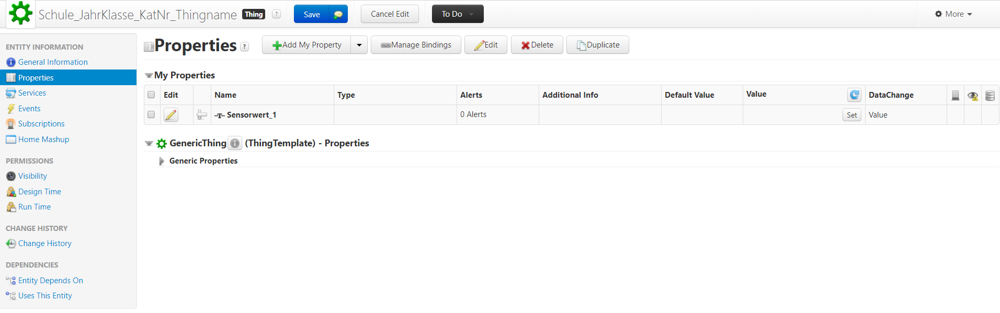 Schule_JahrKlasse_KatNr_Thingname Thing ? Save Cancel Edit To Do More
ENTITY INFORMATION
General Information
Properties
Services
Events
Subscriptions
Home Mashup
PERMISSIONS
Visibility
Design Time
Run Time
CHANGE HISTORY
Change History
DEPENDENCIES
Entity Depends On
Uses This Entity
Properties ? Add My Property Manage Bindings Edit Delete Duplicate
My Properties
Edit Name Type Alerts Additional Info Default Value Value DataChange
Sensorwert_1 0 Alerts Set Value
GenericThing (ThingTemplate) - Properties
Generic Properties